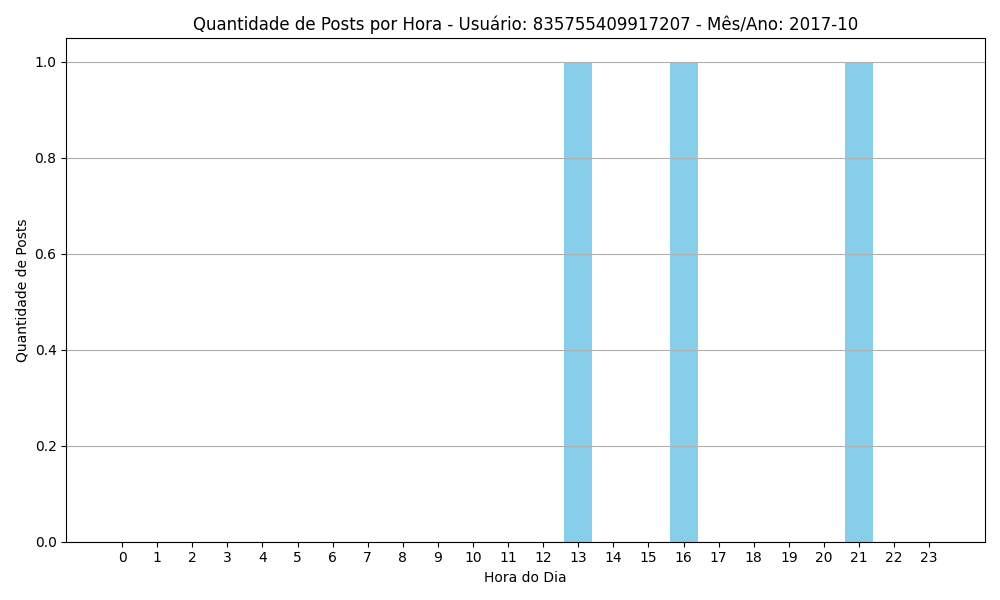 Quantidade de Posts por Hora - Usuário: 835755409917207 - Mês/Ano: 2017-10
Quantidade de Posts
1.0
0.8
0.6
0.4
0.2
0.0
0 1 2 3 4 5 6 7 8 9 10 11 12 13 14 15 16 17 18 19 20 21 22 23
Hora do Dia